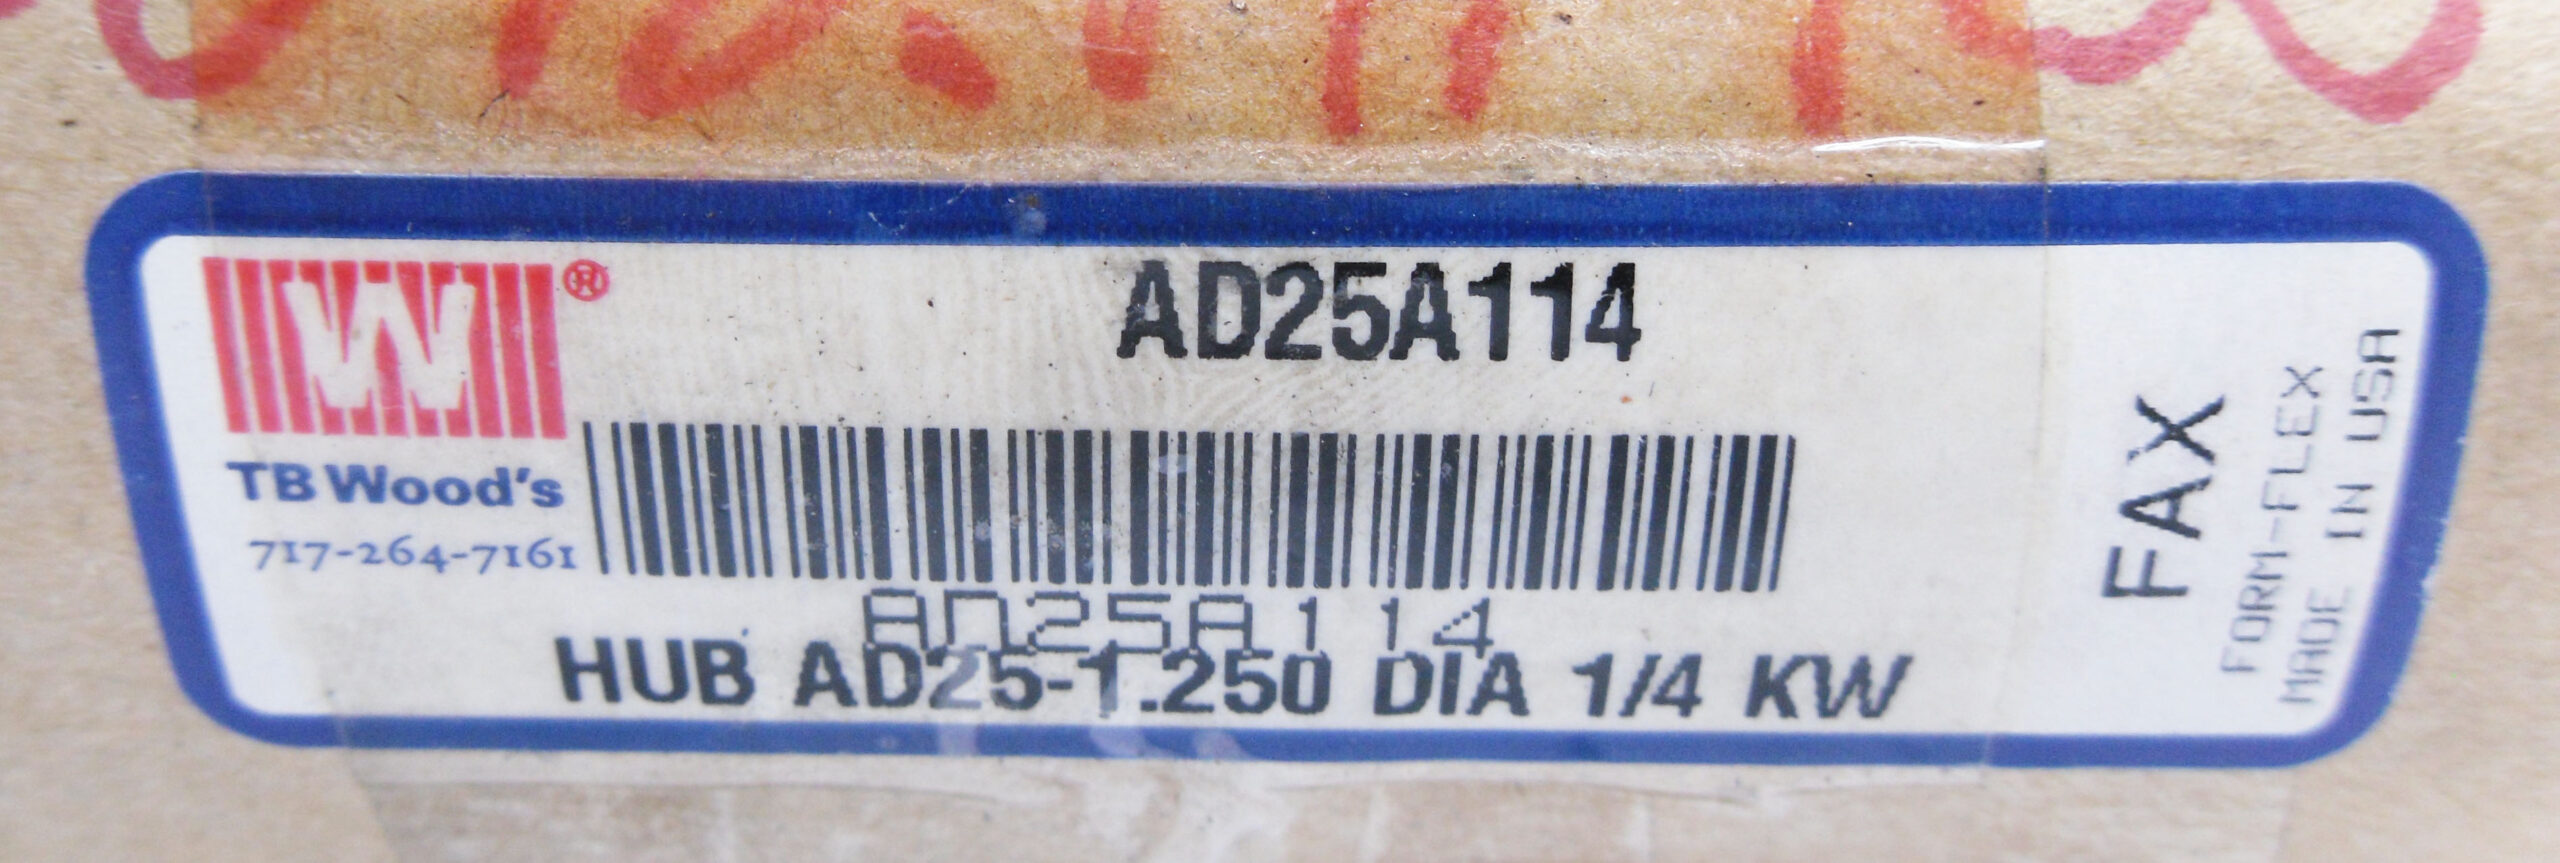 W®
AD25A114
TB Wood's
717-264-7161
AD25A114
HUB AD25-1.250 DIA 1/4 KW
FAX
FORM-FLEX
MADE IN USA